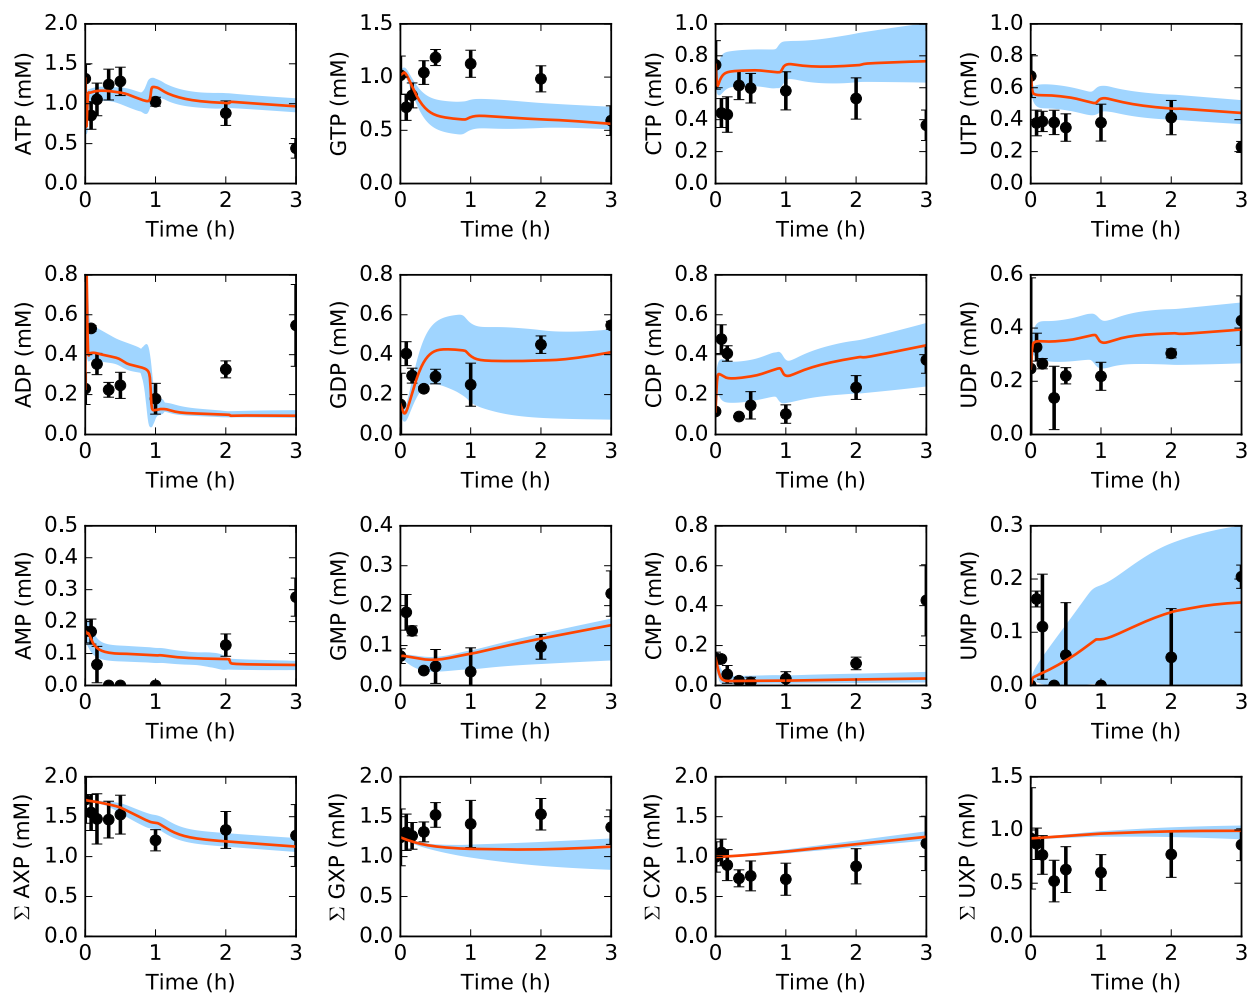 ATP (mM)
2.0
1.5
1.0
0.5
0.0
0 1 2 3
Time (h)
GTP (mM)
1.5
1.0
0.5
0.0
0 1 2 3
Time (h)
CTP (mM)
1.0
0.8
0.6
0.4
0.2
0.0
0 1 2 3
Time (h)
UTP (mM)
1.0
0.8
0.6
0.4
0.2
0.0
0 1 2 3
Time (h)
ADP (mM)
0.8
0.6
0.4
0.2
0.0
0 1 2 3
Time (h)
GDP (mM)
0.8
0.6
0.4
0.2
0.0
0 1 2 3
Time (h)
CDP (mM)
0.8
0.6
0.4
0.2
0.0
0 1 2 3
Time (h)
UDP (mM)
0.6
0.4
0.2
0.0
0 1 2 3
Time (h)
AMP (mM)
0.5
0.4
0.3
0.2
0.1
0.0
0 1 2 3
Time (h)
GMP (mM)
0.4
0.3
0.2
0.1
0.0
0 1 2 3
Time (h)
CMP (mM)
0.8
0.6
0.4
0.2
0.0
0 1 2 3
Time (h)
UMP (mM)
0.3
0.2
0.1
0.0
0 1 2 3
Time (h)
Σ AXP (mM)
2.0
1.5
1.0
0.5
0.0
0 1 2 3
Time (h)
Σ GXP (mM)
2.0
1.5
1.0
0.5
0.0
0 1 2 3
Time (h)
Σ CXP (mM)
2.0
1.5
1.0
0.5
0.0
0 1 2 3
Time (h)
Σ UXP (mM)
1.5
1.0
0.5
0.0
0 1 2 3
Time (h)